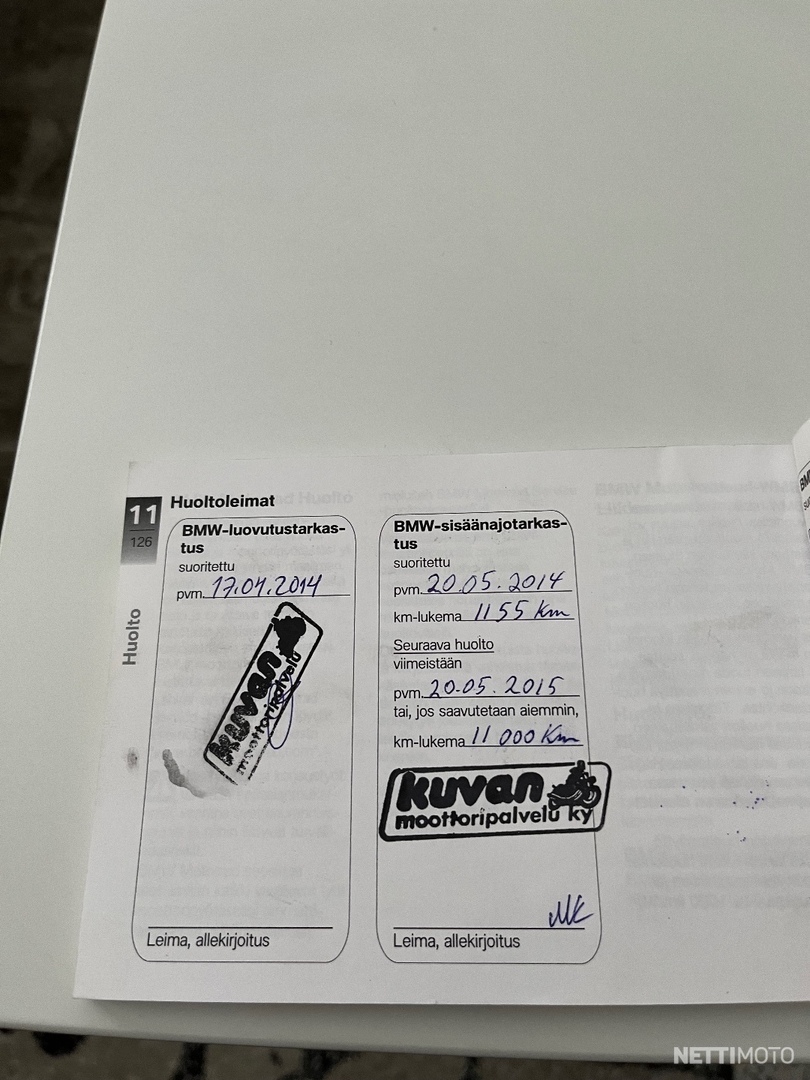 11
126
Huolto
Huoltoleimat
BMW-luovutustarkas-
tus
suoritettu
pvm. 17.04.2014
kuvan
moottoripalvelu
Leima, allekirjoitus
BMW-sisäänajotarkas-
tus
suoritettu
pvm. 20.05.2014
km-lukema 1155 km
Seuraava huolto
viimeistään
pvm. 20.05.2015
tai, jos saavutetaan aiemmin,
km-lukema 11 000 Km
kuvan
moottoripalvelu ky
Leima, allekirjoitus
NETTIMOTO